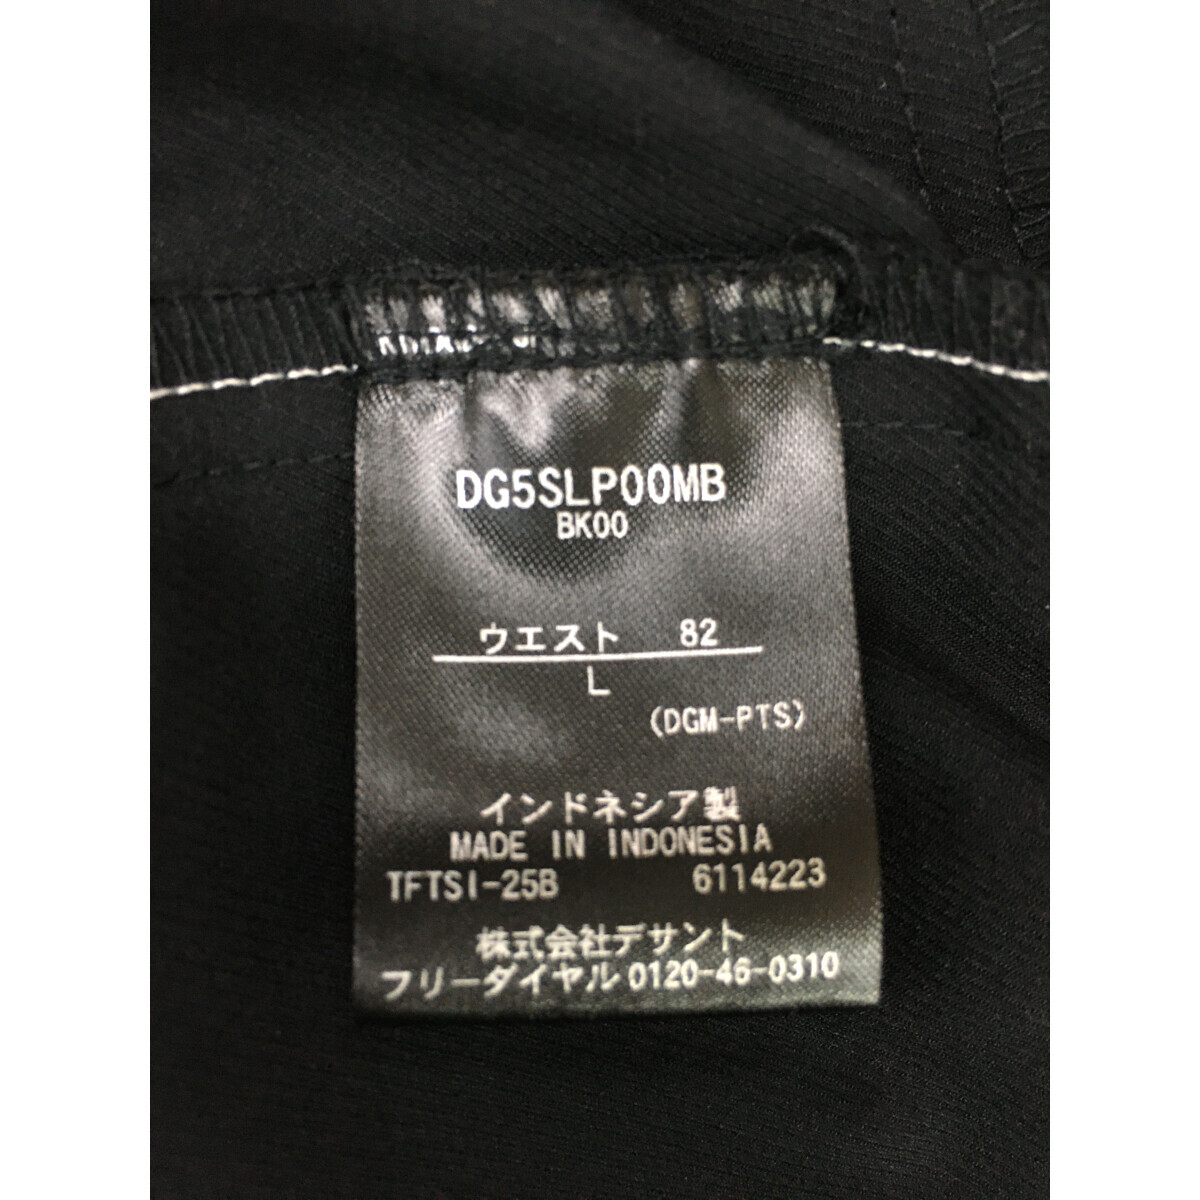 DG5SLP00MB
BK00
ウエスト 82
L
(DGM-PTS)
インドネシア製
MADE IN INDONESIA
TFTSI-25B 6114223
株式会社デサント
フリーダイヤル 0120-46-0310